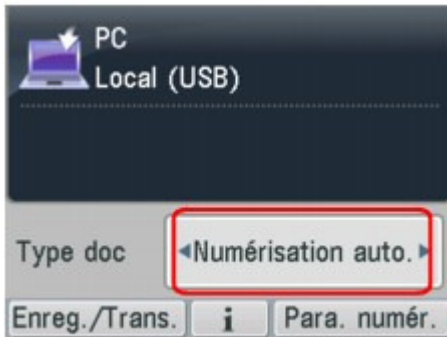 PC
Local (USB)
Type doc
Numérisation auto.
Enreg./Trans. i Para. numér.